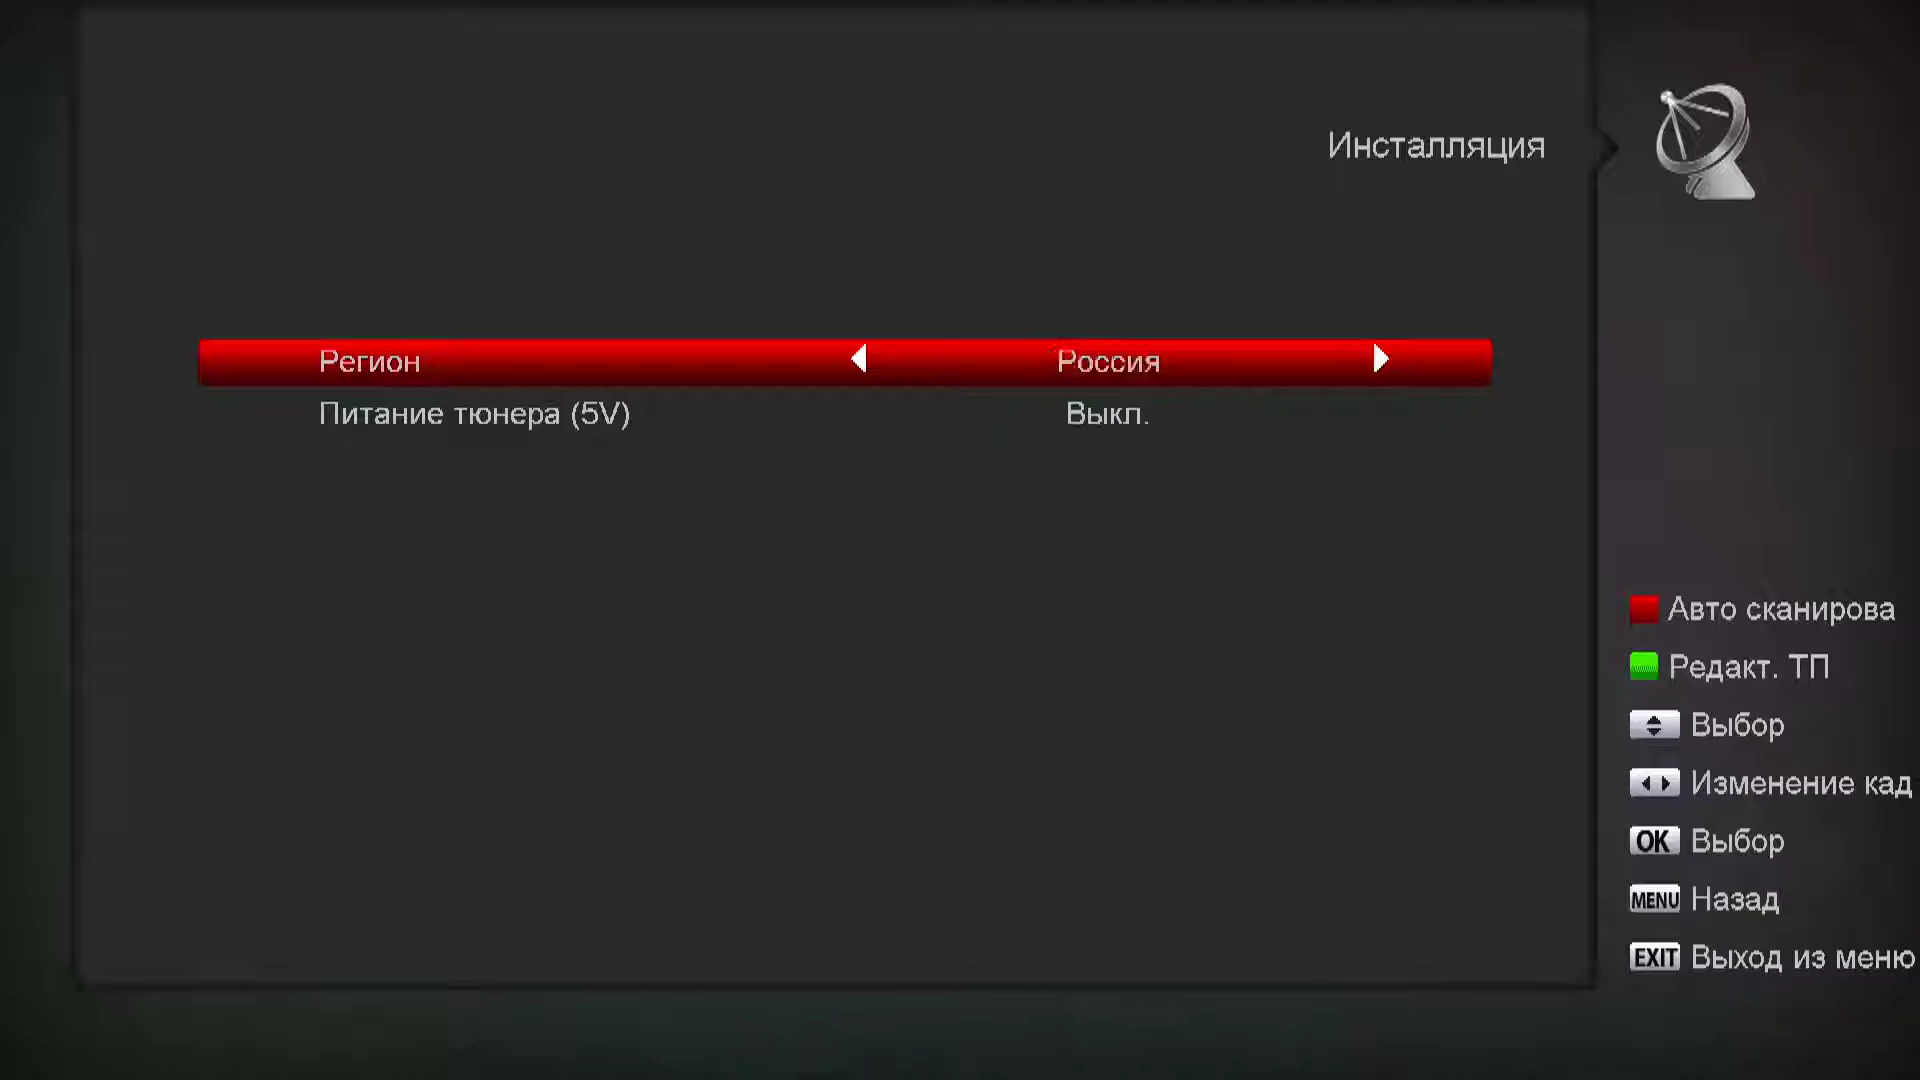 Инсталляция
Регион Россия
Питание тюнера (5V) Выкл.
Авто сканирова
Редакт. ТП
Выбор
Изменение кад
OK Выбор
MENU Назад
EXIT Выход из меню